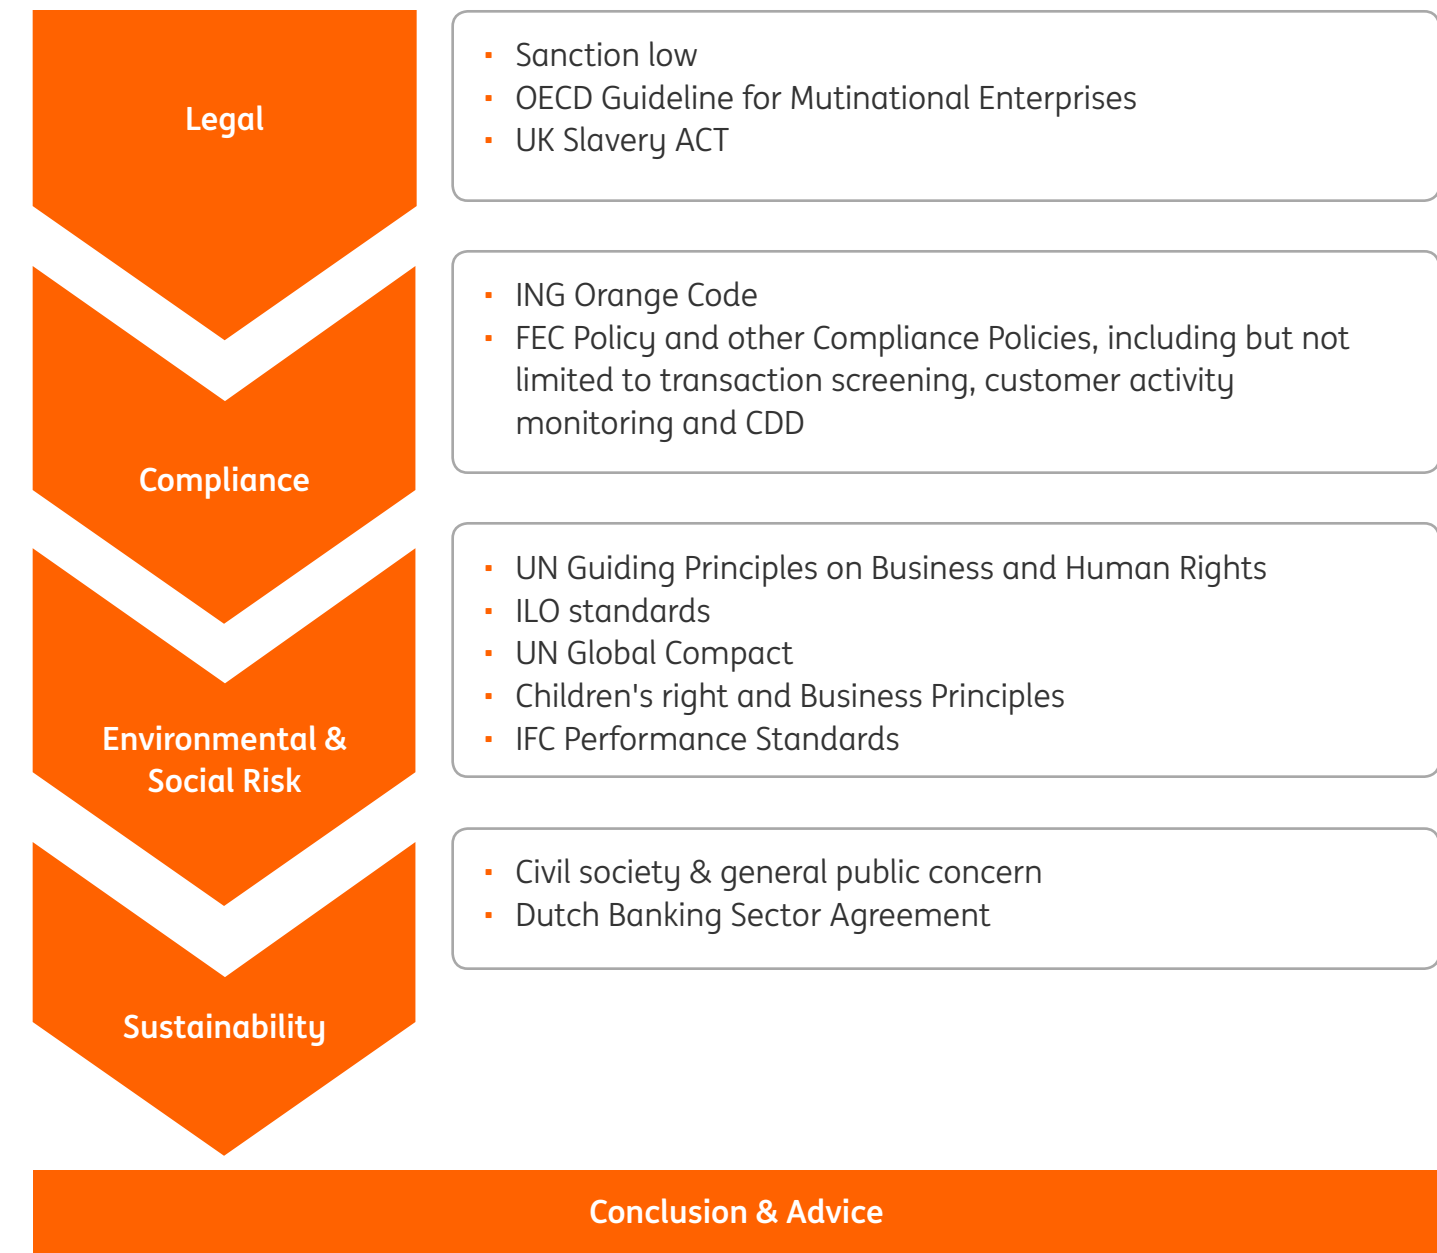 Legal
▪ Sanction low
▪ OECD Guideline for Mutinational Enterprises
▪ UK Slavery ACT
Compliance
▪ ING Orange Code
▪ FEC Policy and other Compliance Policies, including but not
limited to transaction screening, customer activity
monitoring and CDD
Environmental &
Social Risk
▪ UN Guiding Principles on Business and Human Rights
▪ ILO standards
▪ UN Global Compact
▪ Children's right and Business Principles
▪ IFC Performance Standards
Sustainability
▪ Civil society & general public concern
▪ Dutch Banking Sector Agreement
Conclusion & Advice